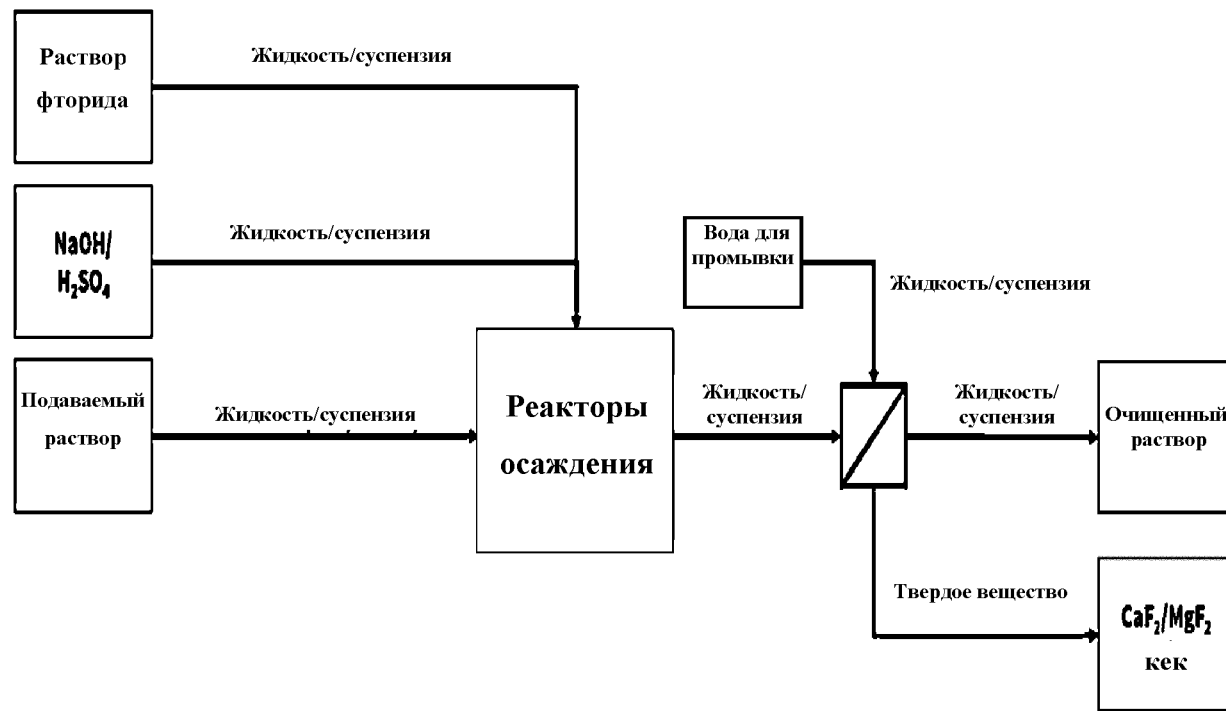 Раствор
фторида
Жидкость/суспензия
NaOH/
H₂SO₄
Жидкость/суспензия
Вода для
промывки
Жидкость/суспензия
Подаваемый
раствор
Жидкость/суспензия
Реакторы
осаждения
Жидкость/
суспензия
Жидкость/
суспензия
Очищенный
раствор
Твердое вещество
CaF₂/MgF₂
кек